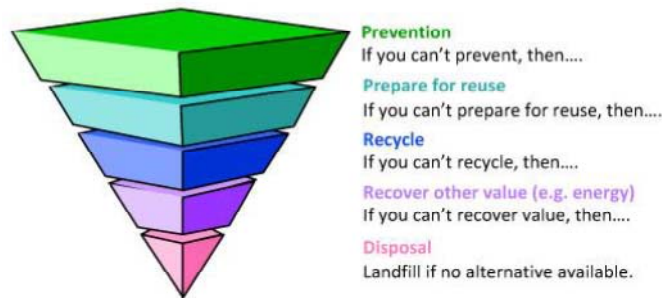 Prevention
If you can't prevent, then....
Prepare for reuse
If you can't prepare for reuse, then....
Recycle
If you can't recycle, then....
Recover other value (e.g. energy)
If you can't recover value, then....
Disposal
Landfill if no alternative available.